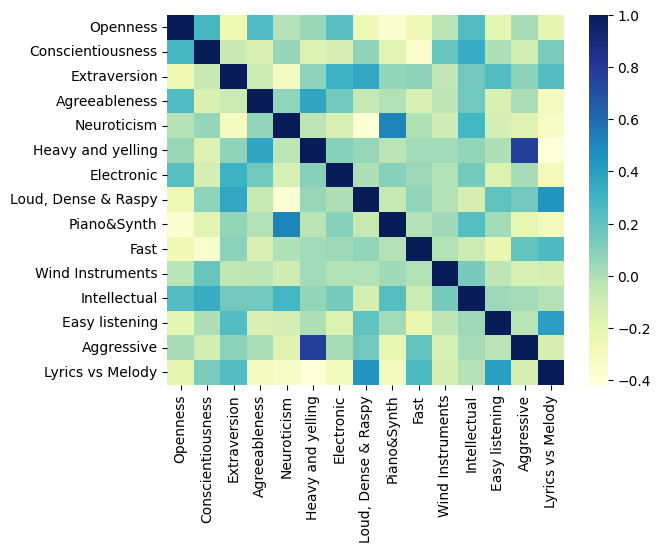 Openness
Conscientiousness
Extraversion
Agreeableness
Neuroticism
Heavy and yelling
Electronic
Loud, Dense & Raspy
Piano&Synth
Fast
Wind Instruments
Intellectual
Easy listening
Aggressive
Lyrics vs Melody
Openness
Conscientiousness
Extraversion
Agreeableness
Neuroticism
Heavy and yelling
Electronic
Loud, Dense & Raspy
Piano&Synth
Fast
Wind Instruments
Intellectual
Easy listening
Aggressive
Lyrics vs Melody
1.0
0.8
0.6
0.4
0.2
0.0
−0.2
−0.4